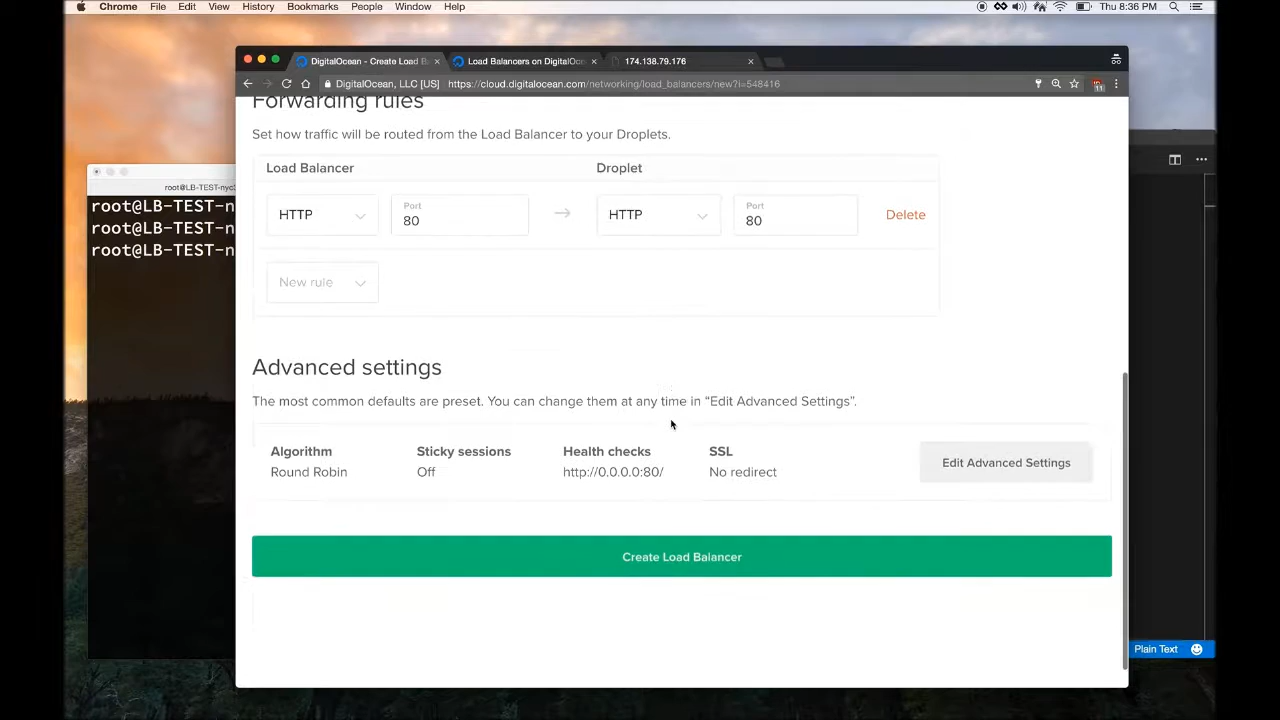 Chrome File Edit View History Bookmarks People Window Help Thu 8:36 PM
DigitalOcean - Create Load B × Load Balancers on DigitalOc × 174.138.79.176 ×
DigitalOcean, LLC [US] https://cloud.digitalocean.com/networking/load_balancers/new?i=548416
11
Forwarding rules
Set how traffic will be routed from the Load Balancer to your Droplets.
Load Balancer Droplet
HTTP Port 80 → HTTP Port 80 Delete
New rule
Advanced settings
The most common defaults are preset. You can change them at any time in “Edit Advanced Settings”.
Algorithm Sticky sessions Health checks SSL
Round Robin Off http://0.0.0.0:80/ No redirect
Edit Advanced Settings
Create Load Balancer
root@LB-TEST-nyc
root@LB-TEST-n
root@LB-TEST-n
root@LB-TEST-n
Plain Text